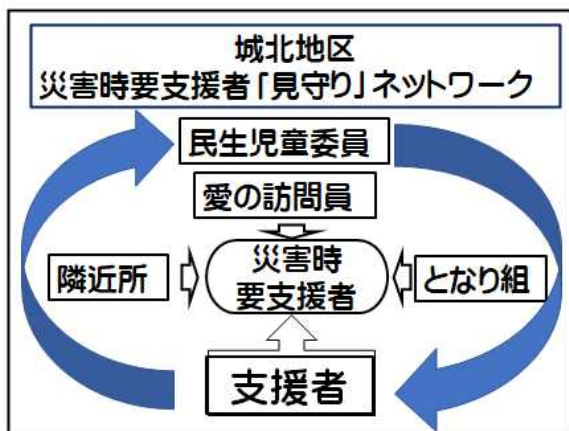 城北地区
災害時要支援者「見守り」ネットワーク
民生児童委員
愛の訪問員
隣近所
災害時
要支援者
となり組
支援者